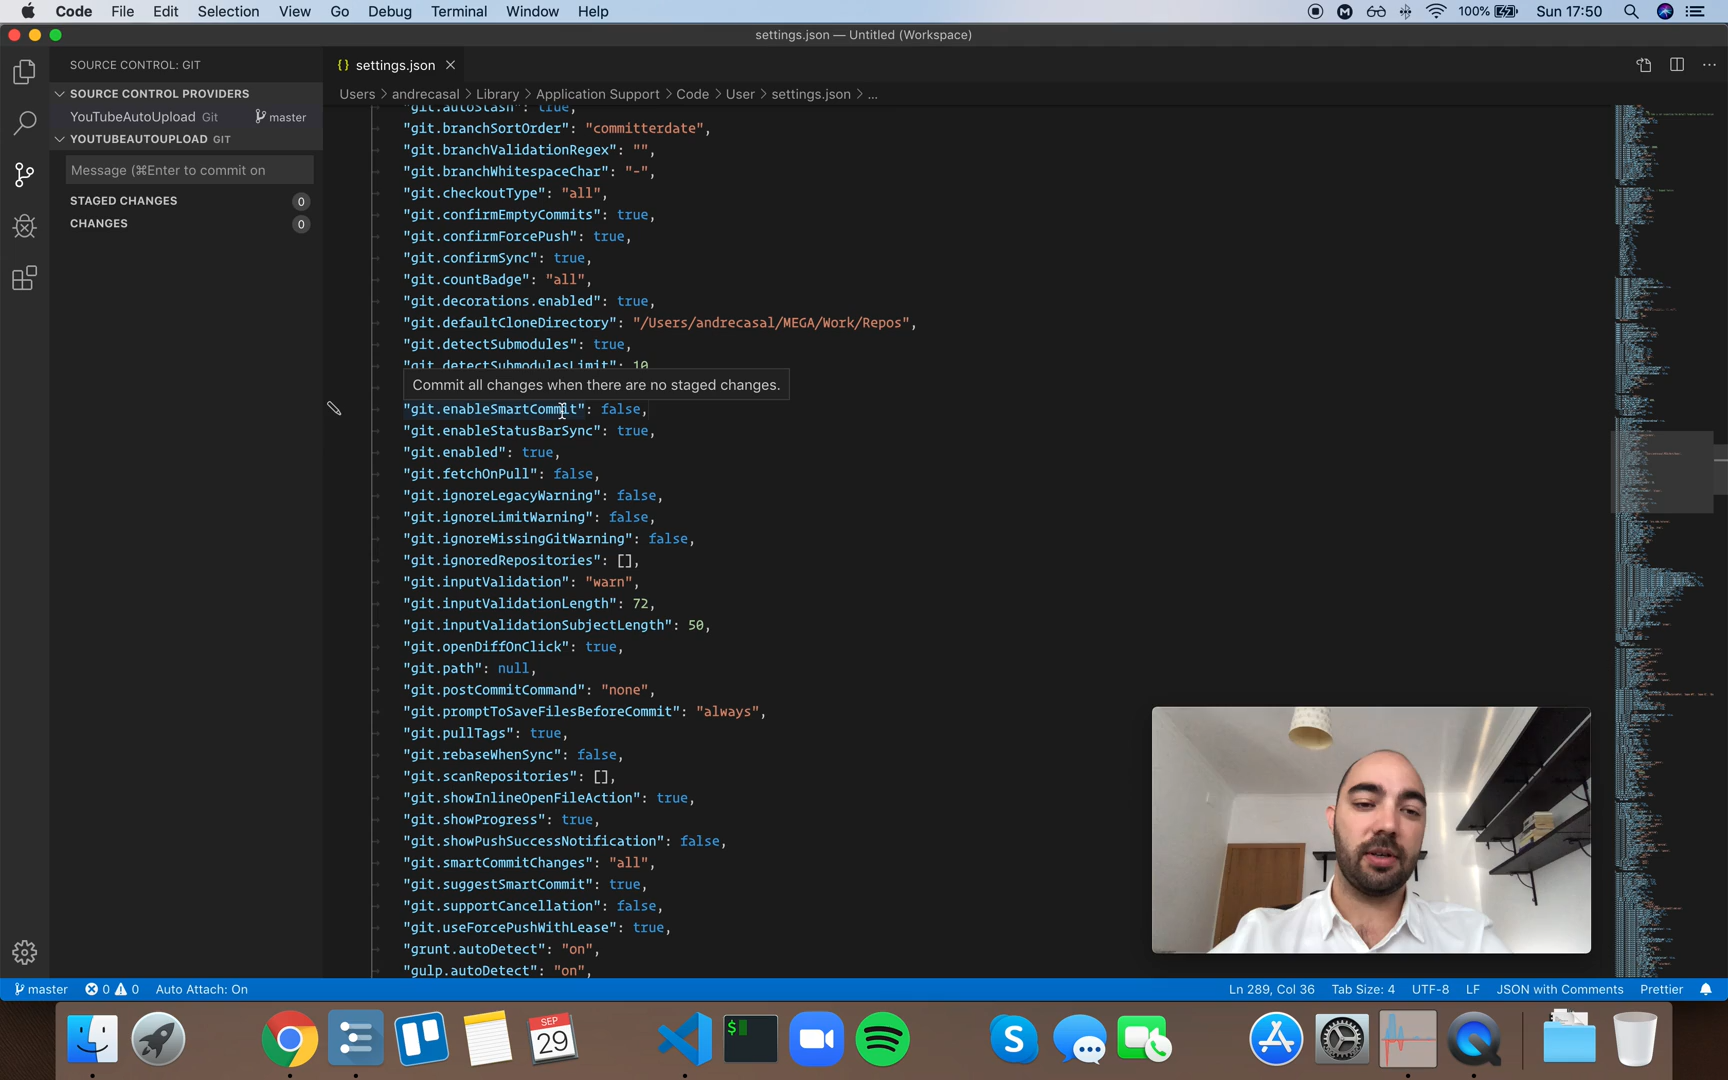 Code File Edit Selection View Go Debug Terminal Window Help
100% Sun 17:50
settings.json — Untitled (Workspace)
SOURCE CONTROL: GIT
SOURCE CONTROL PROVIDERS
YouTubeAutoUpload Git master
YOUTUBEAUTOUPLOAD GIT
Message (⌘Enter to commit on
STAGED CHANGES 0
CHANGES 0
{} settings.json
Users > andrecasal > Library > Application Support > Code > User > settings.json > ...
"git.autoStash": true,
"git.branchSortOrder": "committerdate",
"git.branchValidationRegex": "",
"git.branchWhitespaceChar": "-",
"git.checkoutType": "all",
"git.confirmEmptyCommits": true,
"git.confirmForcePush": true,
"git.confirmSync": true,
"git.countBadge": "all",
"git.decorations.enabled": true,
"git.defaultCloneDirectory": "/Users/andrecasal/MEGA/Work/Repos",
"git.detectSubmodules": true,
"git.detectSubmodulesLimit": 10
Commit all changes when there are no staged changes.
"git.enableSmartCommit": false,
"git.enableStatusBarSync": true,
"git.enabled": true,
"git.fetchOnPull": false,
"git.ignoreLegacyWarning": false,
"git.ignoreLimitWarning": false,
"git.ignoreMissingGitWarning": false,
"git.ignoredRepositories": [],
"git.inputValidation": "warn",
"git.inputValidationLength": 72,
"git.inputValidationSubjectLength": 50,
"git.openDiffOnClick": true,
"git.path": null,
"git.postCommitCommand": "none",
"git.promptToSaveFilesBeforeCommit": "always",
"git.pullTags": true,
"git.rebaseWhenSync": false,
"git.scanRepositories": [],
"git.showInlineOpenFileAction": true,
"git.showProgress": true,
"git.showPushSuccessNotification": false,
"git.smartCommitChanges": "all",
"git.suggestSmartCommit": true,
"git.supportCancellation": false,
"git.useForcePushWithLease": true,
"grunt.autoDetect": "on",
"gulp.autoDetect": "on",
master 0 0 Auto Attach: On
Ln 289, Col 36 Tab Size: 4 UTF-8 LF JSON with Comments Prettier
SEP
29
$